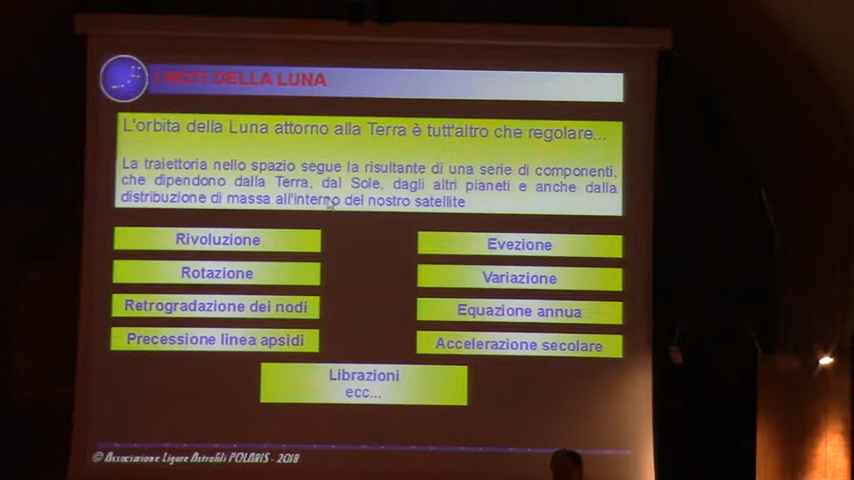 I MOTI DELLA LUNA
L'orbita della Luna attorno alla Terra è tutt'altro che regolare...
La traiettoria nello spazio segue la risultante di una serie di componenti,
che dipendono dalla Terra, dal Sole, dagli altri pianeti e anche dalla
distribuzione di massa all'interno del nostro satellite
Rivoluzione
Rotazione
Retrogradazione dei nodi
Precessione linea apsidi
Evezione
Variazione
Equazione annua
Accelerazione secolare
Librazioni
ecc...
© Associazione Ligure Astrofili POLARIS - 2018